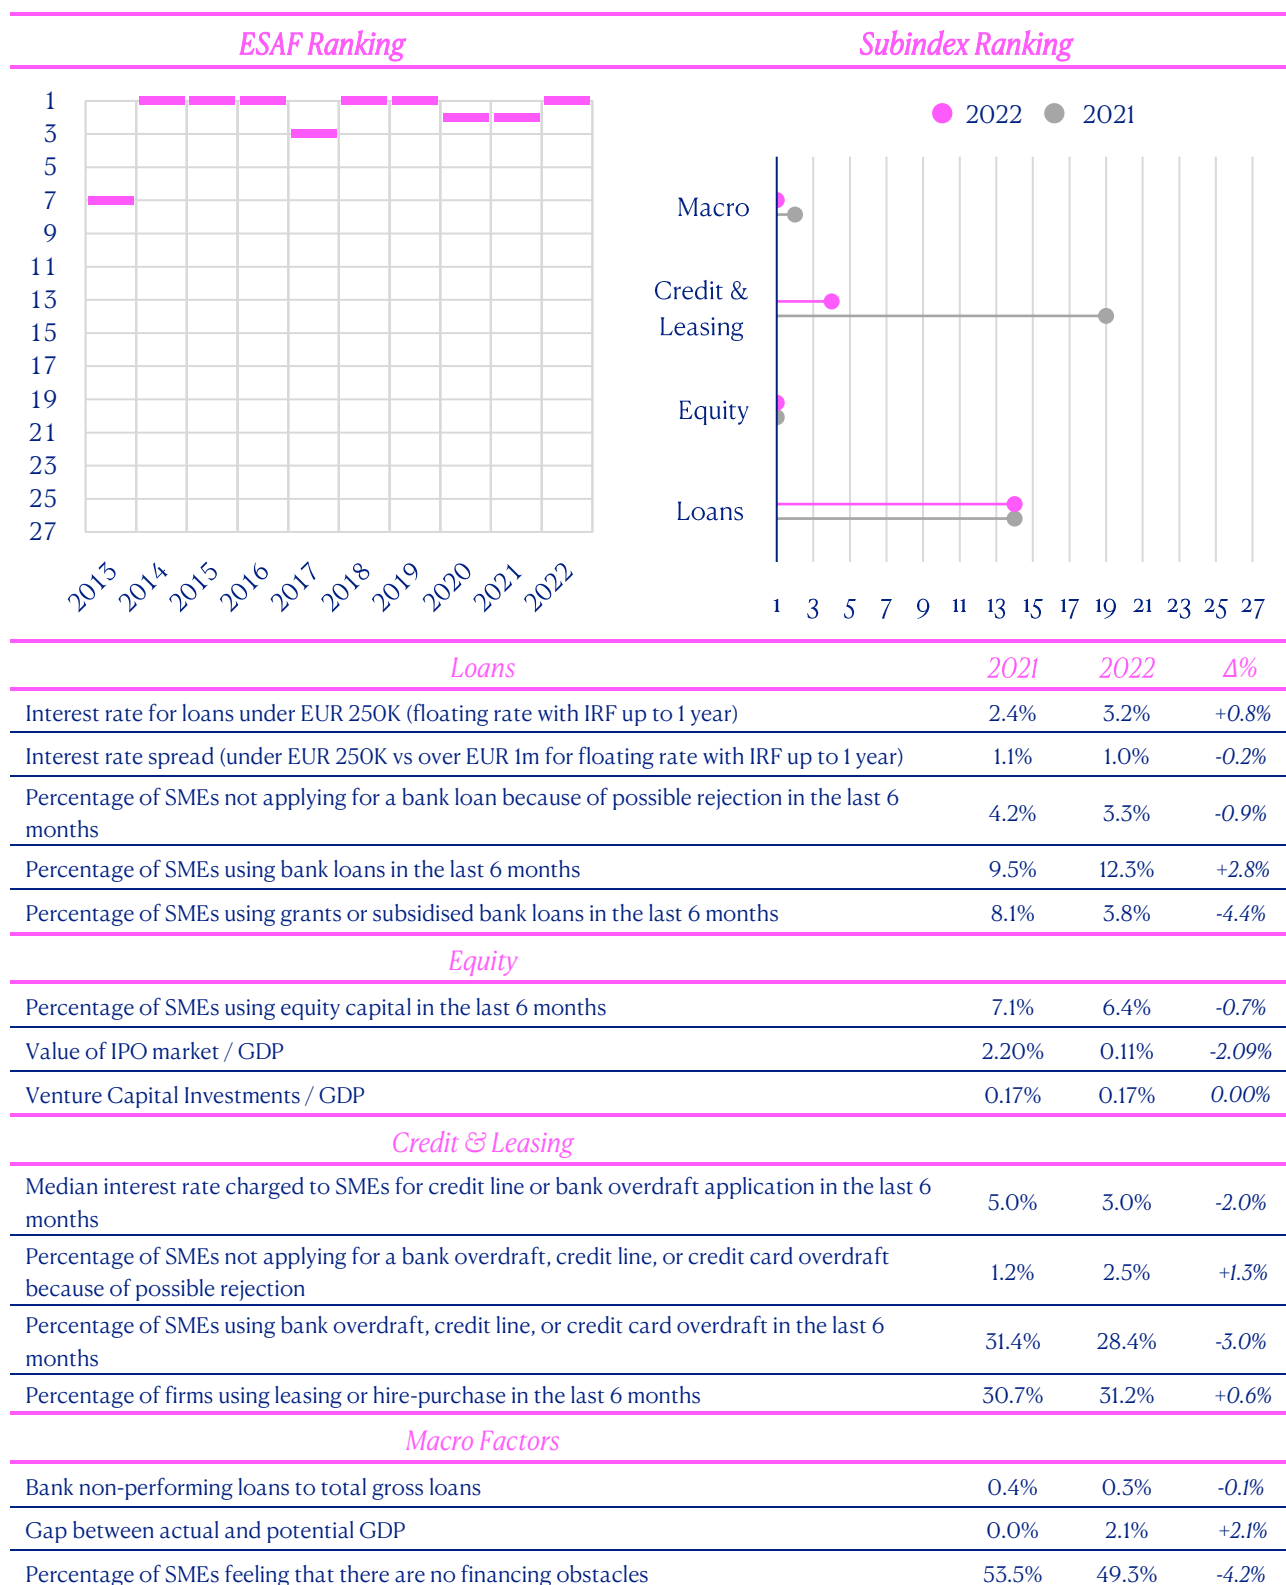 ESAF Ranking
Subindex Ranking
1
3
5
7
9
11
13
15
17
19
21
23
25
27
2013 2014 2015 2016 2017 2018 2019 2020 2021 2022
2022 2021
Macro
Credit &
Leasing
Equity
Loans
1 3 5 7 9 11 13 15 17 19 21 23 25 27
Loans 2021 2022 Δ%
Interest rate for loans under EUR 250K (floating rate with IRF up to 1 year) 2.4% 3.2% +0.8%
Interest rate spread (under EUR 250K vs over EUR 1m for floating rate with IRF up to 1 year) 1.1% 1.0% -0.2%
Percentage of SMEs not applying for a bank loan because of possible rejection in the last 6
months 4.2% 3.3% -0.9%
Percentage of SMEs using bank loans in the last 6 months 9.5% 12.3% +2.8%
Percentage of SMEs using grants or subsidised bank loans in the last 6 months 8.1% 3.8% -4.4%
Equity
Percentage of SMEs using equity capital in the last 6 months 7.1% 6.4% -0.7%
Value of IPO market / GDP 2.20% 0.11% -2.09%
Venture Capital Investments / GDP 0.17% 0.17% 0.00%
Credit & Leasing
Median interest rate charged to SMEs for credit line or bank overdraft application in the last 6
months 5.0% 3.0% -2.0%
Percentage of SMEs not applying for a bank overdraft, credit line, or credit card overdraft
because of possible rejection 1.2% 2.5% +1.3%
Percentage of SMEs using bank overdraft, credit line, or credit card overdraft in the last 6
months 31.4% 28.4% -3.0%
Percentage of firms using leasing or hire-purchase in the last 6 months 30.7% 31.2% +0.6%
Macro Factors
Bank non-performing loans to total gross loans 0.4% 0.3% -0.1%
Gap between actual and potential GDP 0.0% 2.1% +2.1%
Percentage of SMEs feeling that there are no financing obstacles 53.5% 49.3% -4.2%